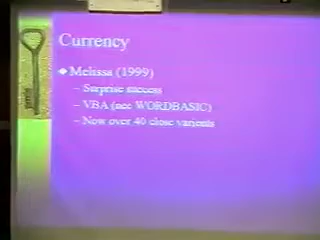 Currency
Melissa (1999)
– Surprise success
– VBA (nee WORDBASIC)
– Now over 40 close variants